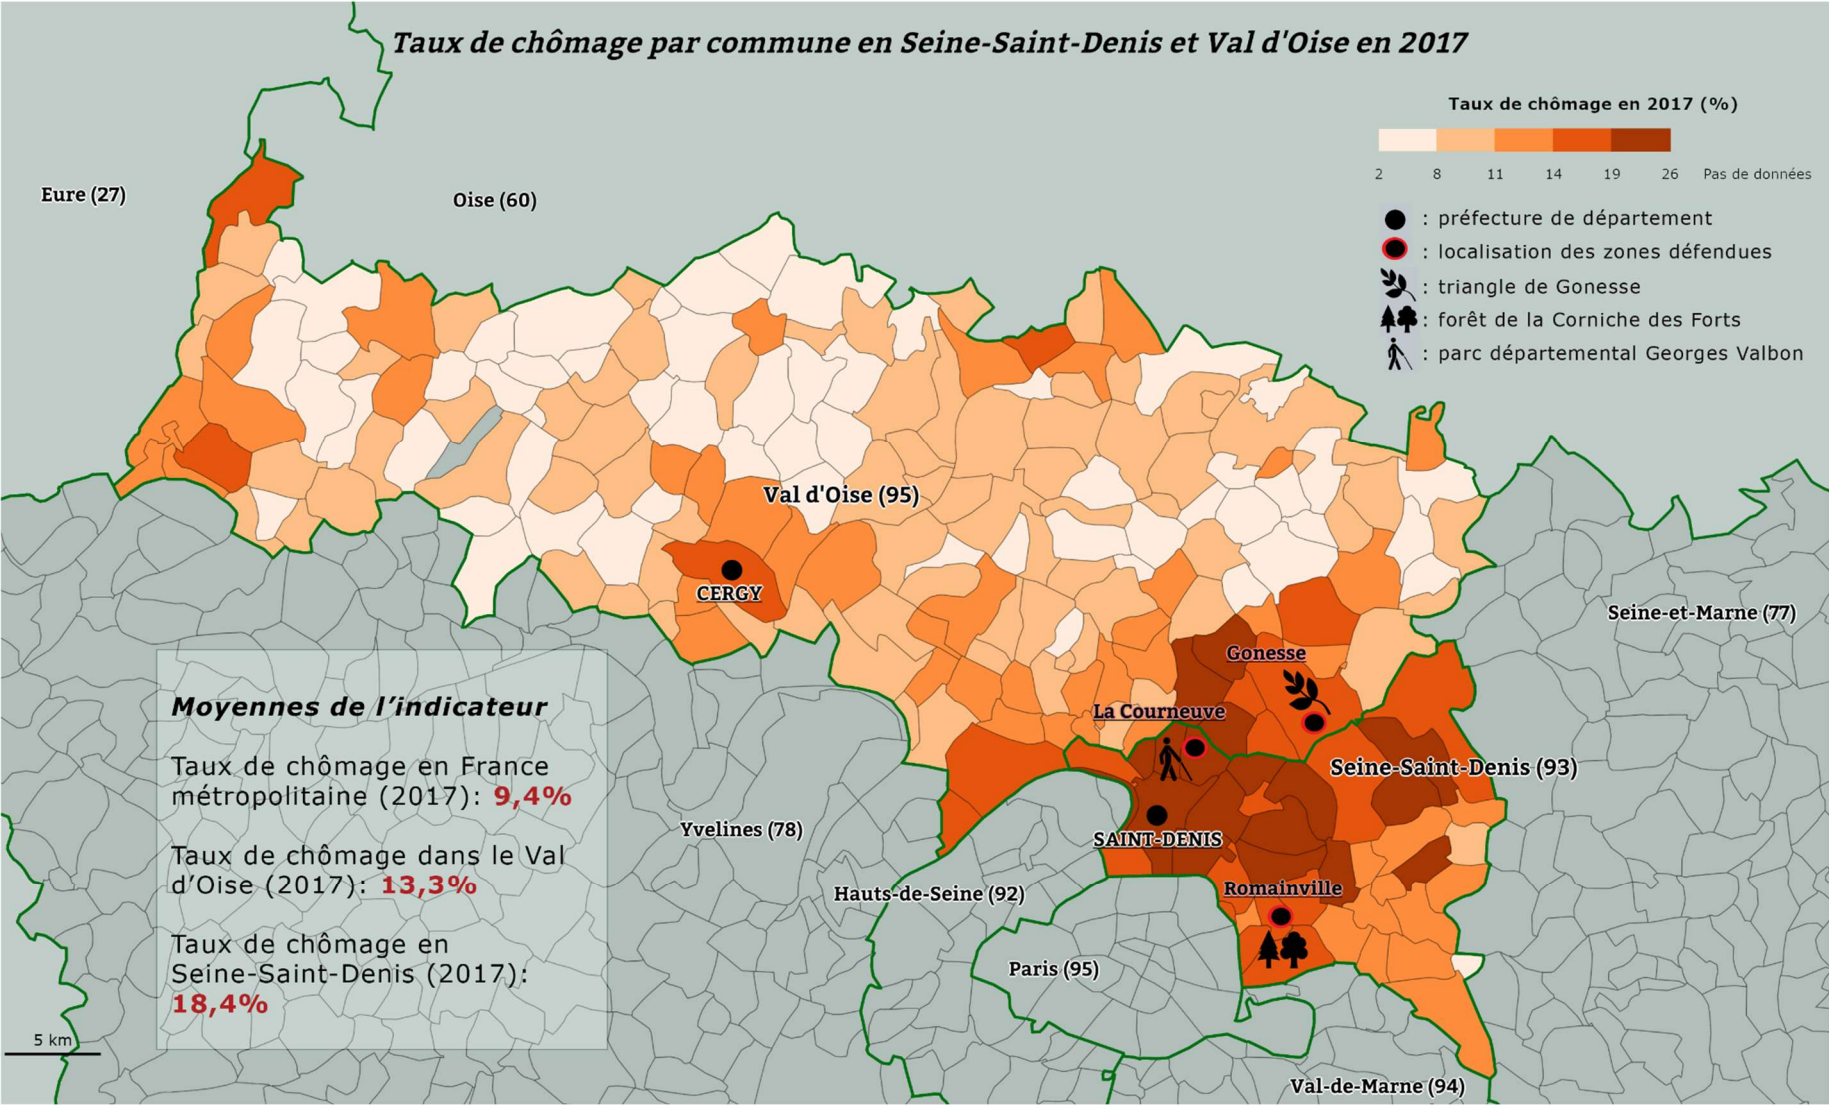 Taux de chômage par commune en Seine-Saint-Denis et Val d'Oise en 2017
Taux de chômage en 2017 (%)
2 8 11 14 19 26 Pas de données
: préfecture de département
: localisation des zones défendues
: triangle de Gonesse
: forêt de la Corniche des Forts
: parc départemental Georges Valbon
Eure (27)
Oise (60)
Val d'Oise (95)
CERGY
Seine-et-Marne (77)
Gonesse
La Courneuve
Seine-Saint-Denis (93)
SAINT-DENIS
Yvelines (78)
Hauts-de-Seine (92)
Romainville
Paris (95)
Val-de-Marne (94)
Moyennes de l’indicateur
Taux de chômage en France
métropolitaine (2017): 9,4%
Taux de chômage dans le Val
d’Oise (2017): 13,3%
Taux de chômage en
Seine-Saint-Denis (2017):
18,4%
5 km